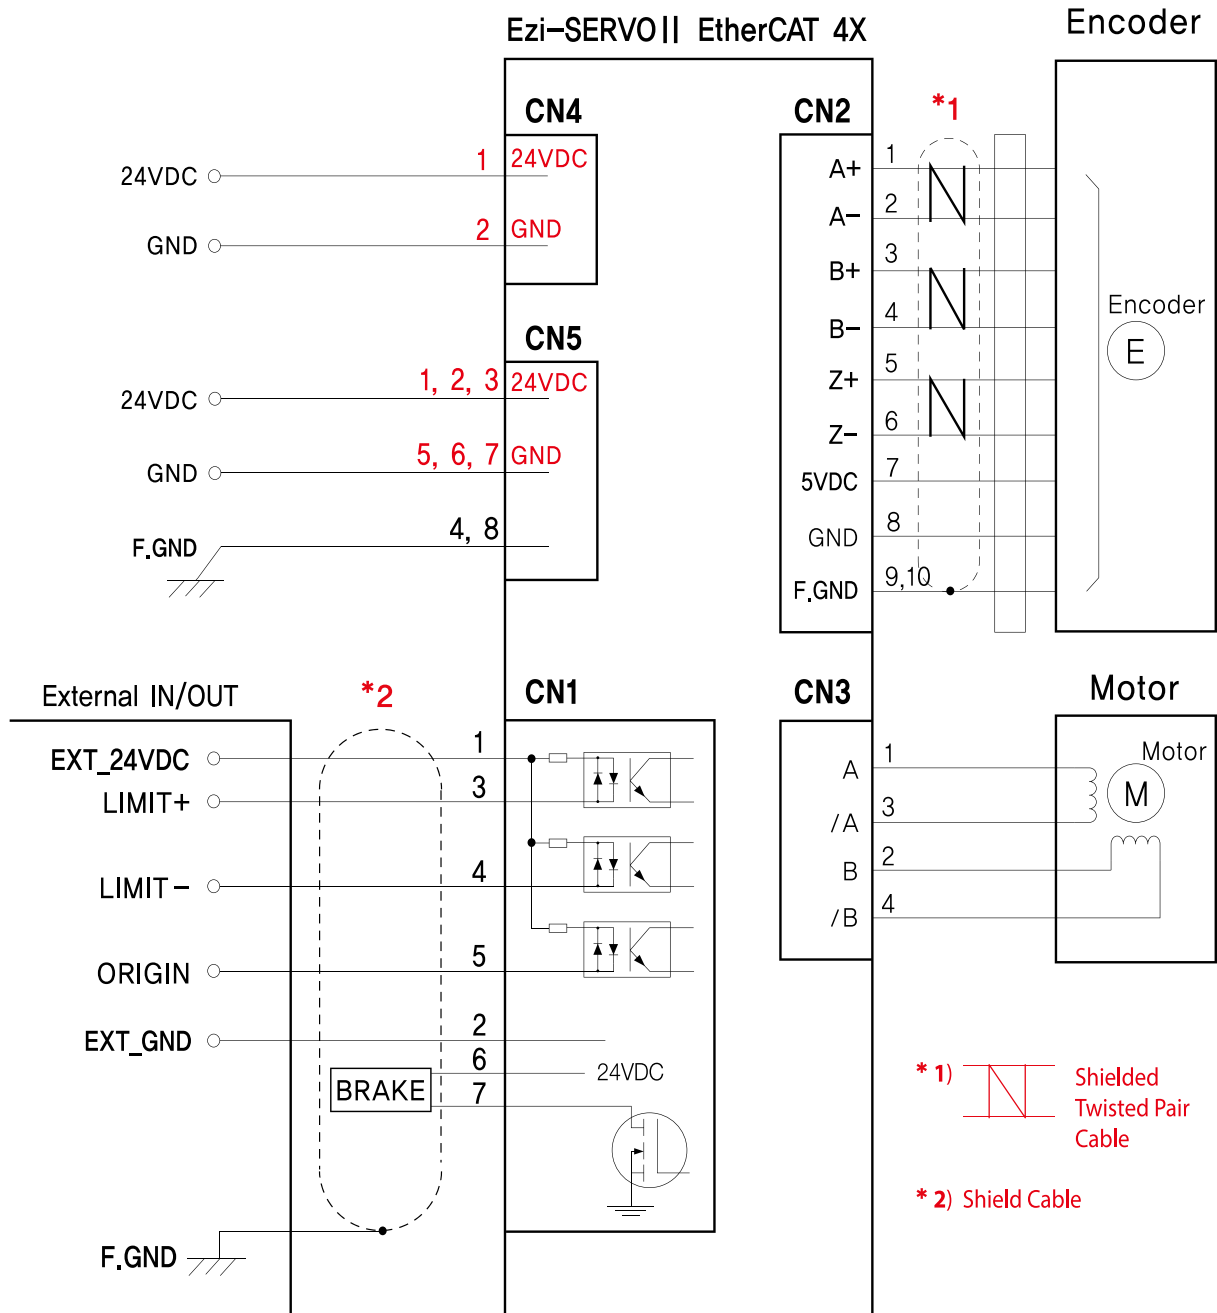 Ezi-SERVOII EtherCAT 4X
Encoder
CN4
1 24VDC
24VDC
2 GND
GND
CN5
1, 2, 3 24VDC
24VDC
5, 6, 7 GND
GND
4, 8
F.GND
CN2
*1
A+ 1
A- 2
B+ 3
B- 4
Z+ 5
Z- 6
5VDC 7
GND 8
F.GND 9,10
Encoder
E
External IN/OUT
*2
CN1
EXT_24VDC 1
LIMIT+ 3
LIMIT- 4
ORIGIN 5
EXT_GND 2
6 24VDC
BRAKE 7
F.GND
CN3
Motor
A 1
/A 3
B 2
/B 4
Motor
M
* 1) Shielded
Twisted Pair
Cable
* 2) Shield Cable